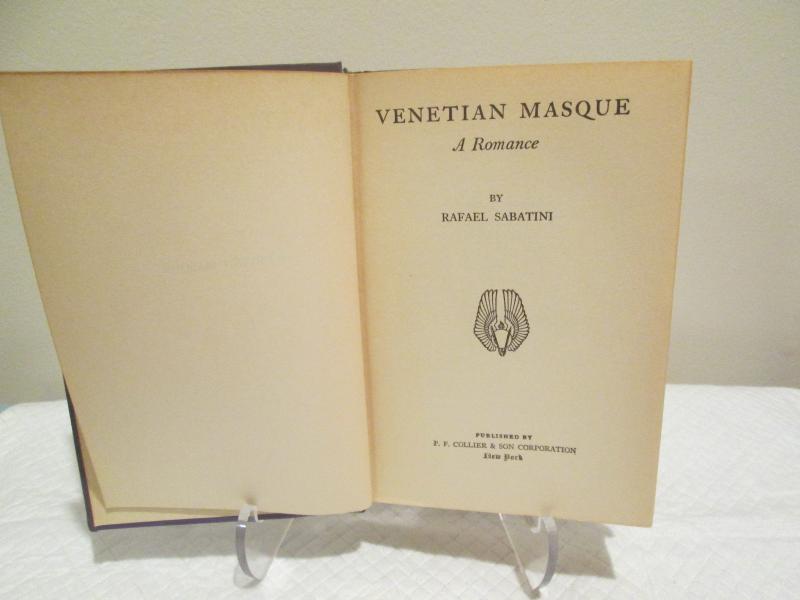 VENETIAN MASQUE
A Romance
BY
RAFAEL SABATINI
PUBLISHED BY
P. F. COLLIER & SON CORPORATION
New York